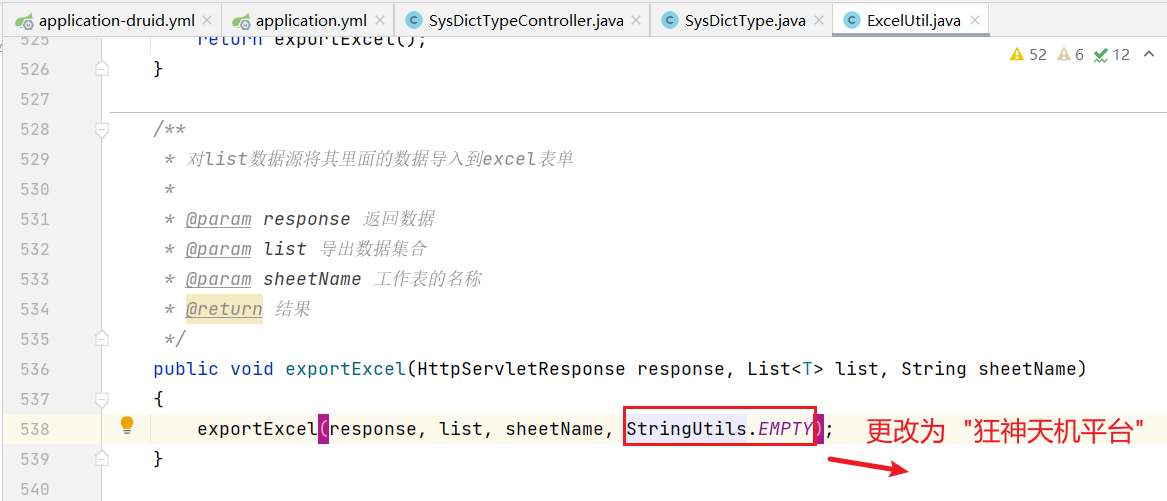 application-druid.yml
application.yml
SysDictTypeController.java
SysDictType.java
ExcelUtil.java
525 return exportExcel();
52 6 12
526 }
527
528 /**
529 * 对list数据源将其里面的数据导入到excel表单
530 *
531 * @param response 返回数据
532 * @param list 导出数据集合
533 * @param sheetName 工作表的名称
534 * @return 结果
535 */
536 public void exportExcel(HttpServletResponse response, List<T> list, String sheetName)
537 {
538 exportExcel(response, list, sheetName, StringUtils.EMPTY); 更改为 "狂神天机平台"
539 }
540